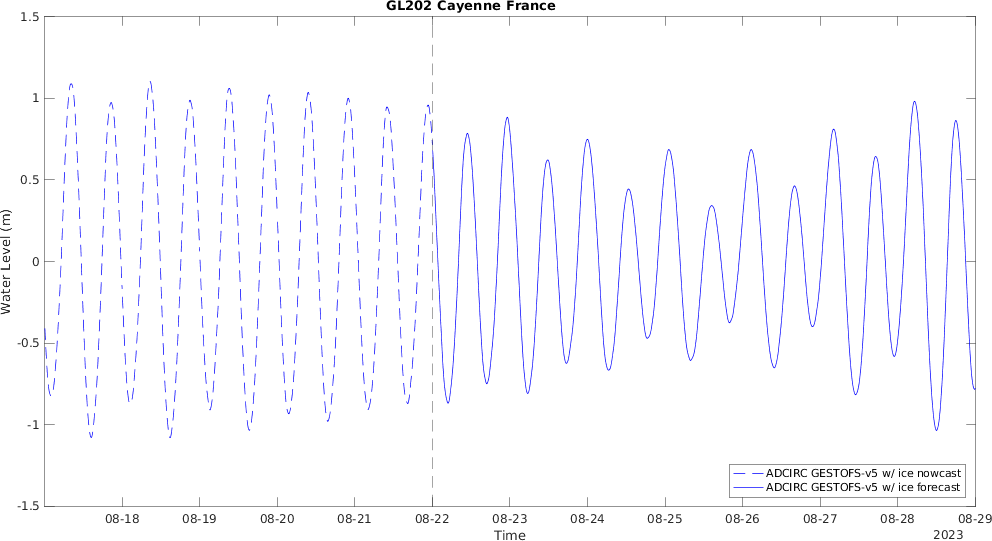 GL202 Cayenne France
1.5
1
0.5
0
-0.5
-1
-1.5
Water Level (m)
ADCIRC GESTOFS-v5 w/ ice nowcast
ADCIRC GESTOFS-v5 w/ ice forecast
08-18 08-19 08-20 08-21 08-22 08-23 08-24 08-25 08-26 08-27 08-28 08-29
Time
2023